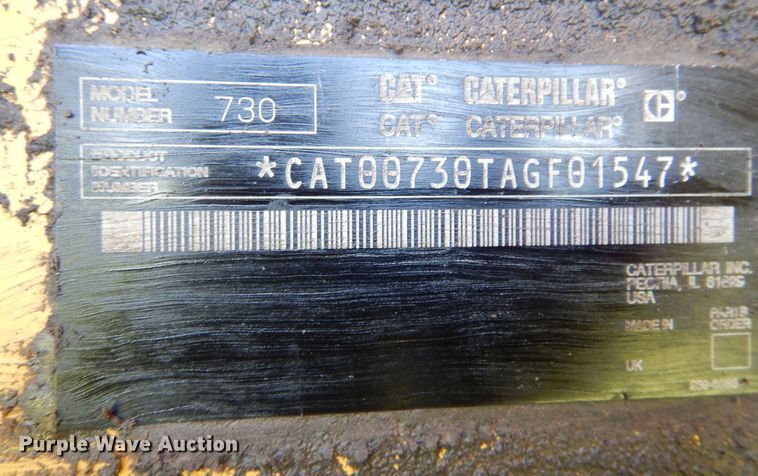 MODEL NUMBER 730
CAT® CATERPILLAR®
CAT® CATERPILLAR®
PRODUCT IDENTIFICATION NUMBER *CAT00730TAGF01547*
CATERPILLAR INC.
PEORIA, IL
USA
MADE IN
PARTS ORDER
UK
Purple Wave Auction